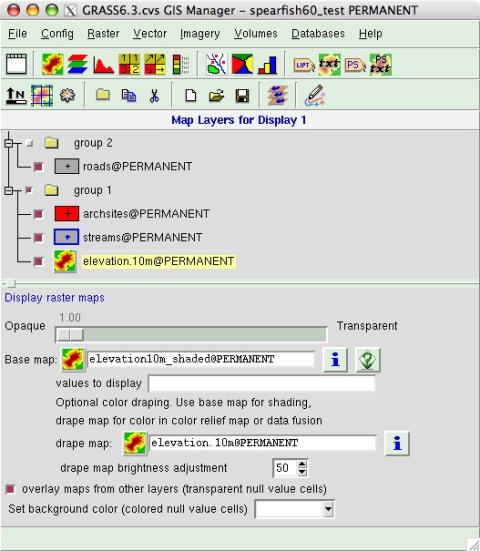 GRASS6.3.cvs GIS Manager - spearfish60_test PERMANENT
File Config Raster Vector Imagery Volumes Databases Help
LIPT txt PS PS txt
N
Map Layers for Display 1
group 2
roads@PERMANENT
group 1
archsites@PERMANENT
streams@PERMANENT
elevation.10m@PERMANENT
Display raster maps
1.00
Opaque Transparent
Base map: elevation10m_shaded@PERMANENT
values to display
Optional color draping. Use base map for shading,
drape map for color in color relief map or data fusion
drape map: elevation.10m@PERMANENT
drape map brightness adjustment 50
overlay maps from other layers (transparent null value cells)
Set background color (colored null value cells)